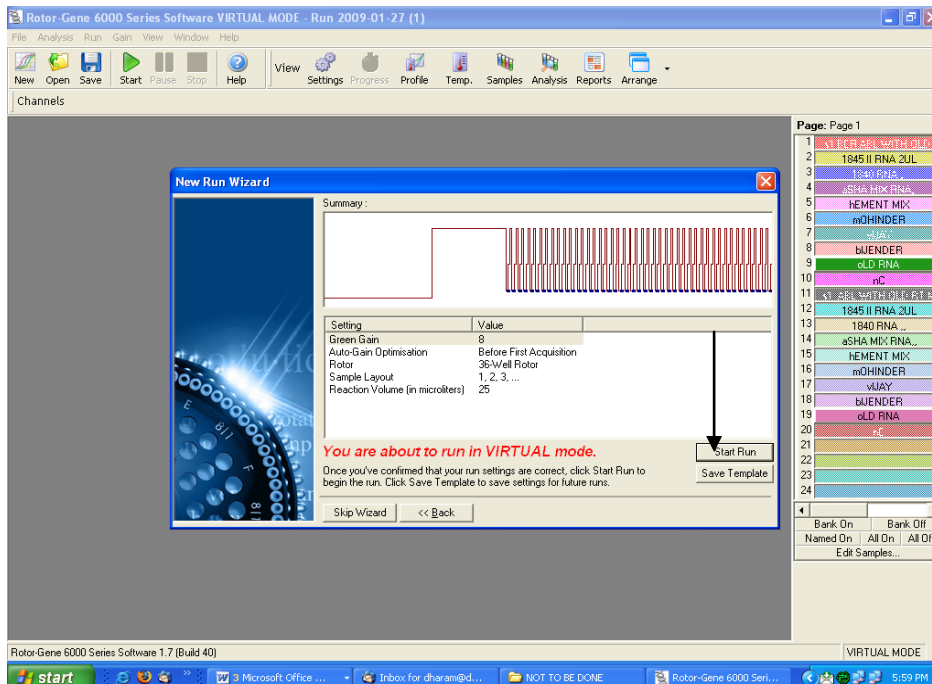 Rotor-Gene 6000 Series Software VIRTUAL MODE - Run 2009-01-27 (1)
File Analysis Run Gain View Window Help
New Open Save Start Pause Stop Help View Settings Progress Profile Temp. Samples Analysis Reports Arrange
Channels
Page: Page 1
1
2 1845 II RNA 2UL
3 1840 RNA ,,
4 aSHA MIX RNA,,
5 hEMENT MIX
6 mOHINDER
7 viJAY
8 bIJENDER
9 oLD RNA
10 nC
11
12 1845 II RNA 2UL
13 1840 RNA ,,
14 aSHA MIX RNA,,
15 hEMENT MIX
16 mOHINDER
17 viJAY
18 bIJENDER
19 oLD RNA
20 nC
21
22
23
24
Bank On Bank Off
Named On All On All Of
Edit Samples...
New Run Wizard
Summary :
Setting Value
Green Gain 8
Auto-Gain Optimisation Before First Acquisition
Rotor 36-Well Rotor
Sample Layout 1, 2, 3, ...
Reaction Volume (in microliters) 25
You are about to run in VIRTUAL mode.
Once you've confirmed that your run settings are correct, click Start Run to
begin the run. Click Save Template to save settings for future runs.
Start Run
Save Template
Skip Wizard << Back
Rotor-Gene 6000 Series Software 1.7 (Build 40)
VIRTUAL MODE
start 3 Microsoft Office ... Inbox for dharam@d... NOT TO BE DONE Rotor-Gene 6000 Seri... 5:59 PM